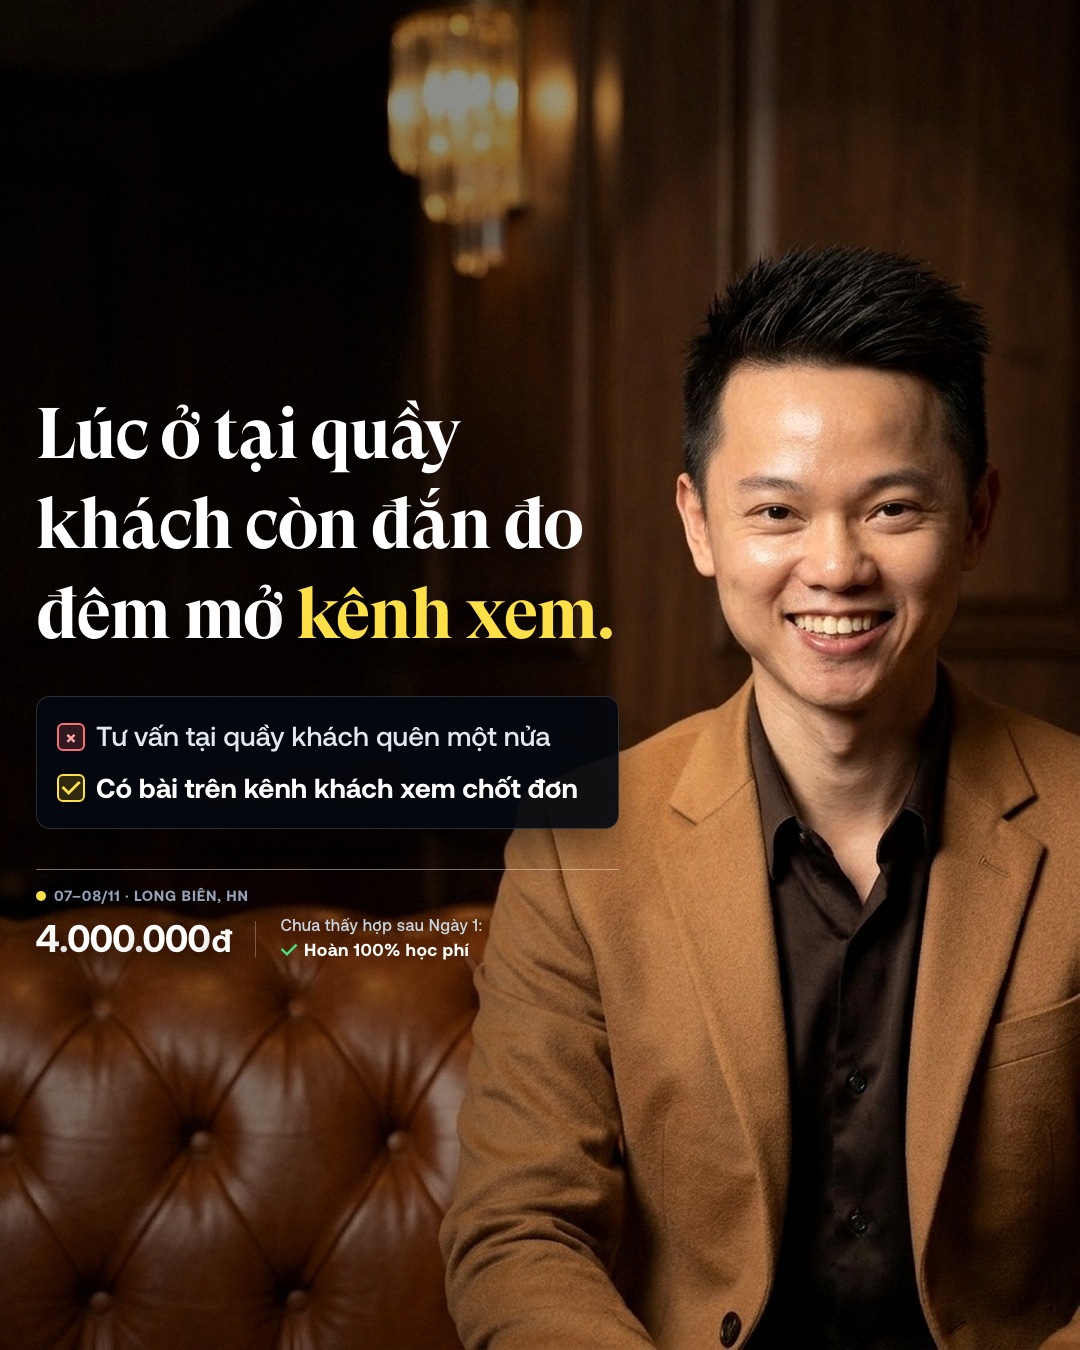 Lúc ở tại quầy
khách còn đắn đo
đêm mở kênh xem.
Tư vấn tại quầy khách quên một nửa
Có bài trên kênh khách xem chốt đơn
07–08/11 · LONG BIÊN, HN
4.000.000đ
Chưa thấy hợp sau Ngày 1:
Hoàn 100% học phí